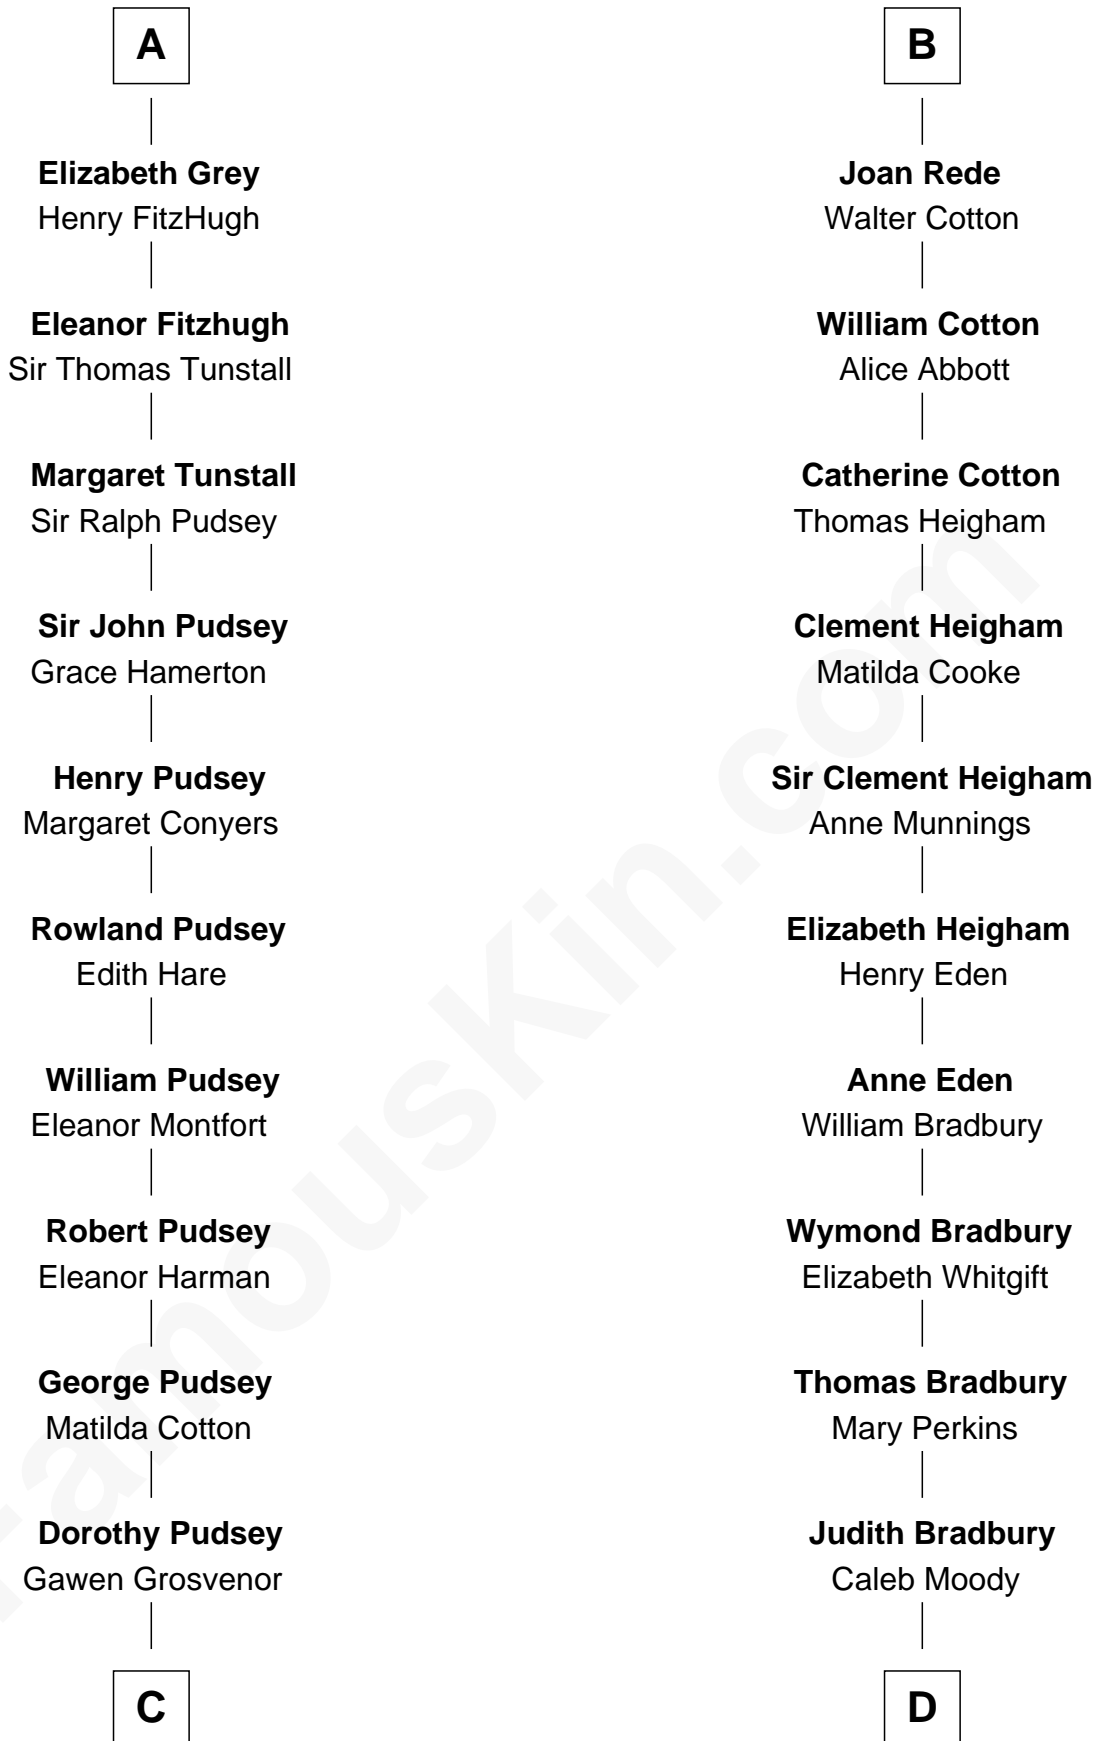 A
Elizabeth Grey
Henry FitzHugh
Eleanor Fitzhugh
Sir Thomas Tunstall
Margaret Tunstall
Sir Ralph Pudsey
Sir John Pudsey
Grace Hamerton
Henry Pudsey
Margaret Conyers
Rowland Pudsey
Edith Hare
William Pudsey
Eleanor Montfort
Robert Pudsey
Eleanor Harman
George Pudsey
Matilda Cotton
Dorothy Pudsey
Gawen Grosvenor
C
B
Joan Rede
Walter Cotton
William Cotton
Alice Abbott
Catherine Cotton
Thomas Heigham
Clement Heigham
Matilda Cooke
Sir Clement Heigham
Anne Munnings
Elizabeth Heigham
Henry Eden
Anne Eden
William Bradbury
Wymond Bradbury
Elizabeth Whitgift
Thomas Bradbury
Mary Perkins
Judith Bradbury
Caleb Moody
D
FamousKin.com